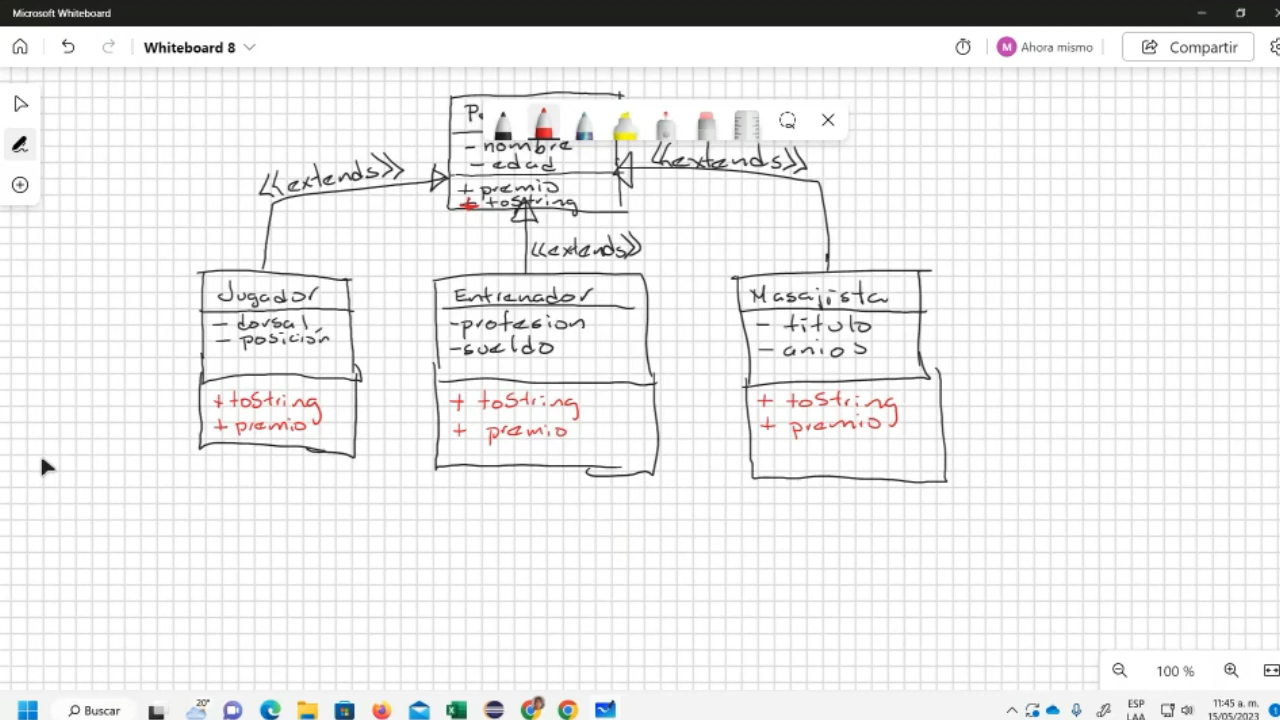 Microsoft Whiteboard
Whiteboard 8
M Ahora mismo
Compartir
- nombre
- edad
<<extends>>
<<extends>>
+ premio
+ toString
<<extends>>
Jugador
- dorsal
- posición
+ toString
+ premio
Entrenador
- profesion
- sueldo
+ toString
+ premio
Masajista
- titulo
- anios
+ toString
+ premio
100 %
20°
Buscar
ESP
LAA
11:45 a. m.
15/05/2023